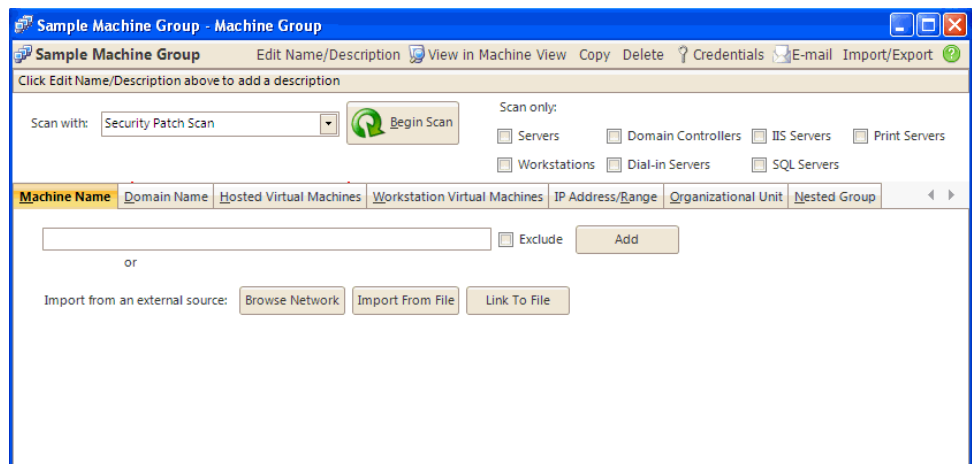 Sample Machine Group - Machine Group
Sample Machine Group Edit Name/Description View in Machine View Copy Delete Credentials E-mail Import/Export ?
Click Edit Name/Description above to add a description
Scan only:
Scan with: Security Patch Scan Begin Scan
Servers Domain Controllers IIS Servers Print Servers
Workstations Dial-in Servers SQL Servers
Machine Name Domain Name Hosted Virtual Machines Workstation Virtual Machines IP Address/Range Organizational Unit Nested Group
Exclude Add
or
Import from an external source: Browse Network Import From File Link To File